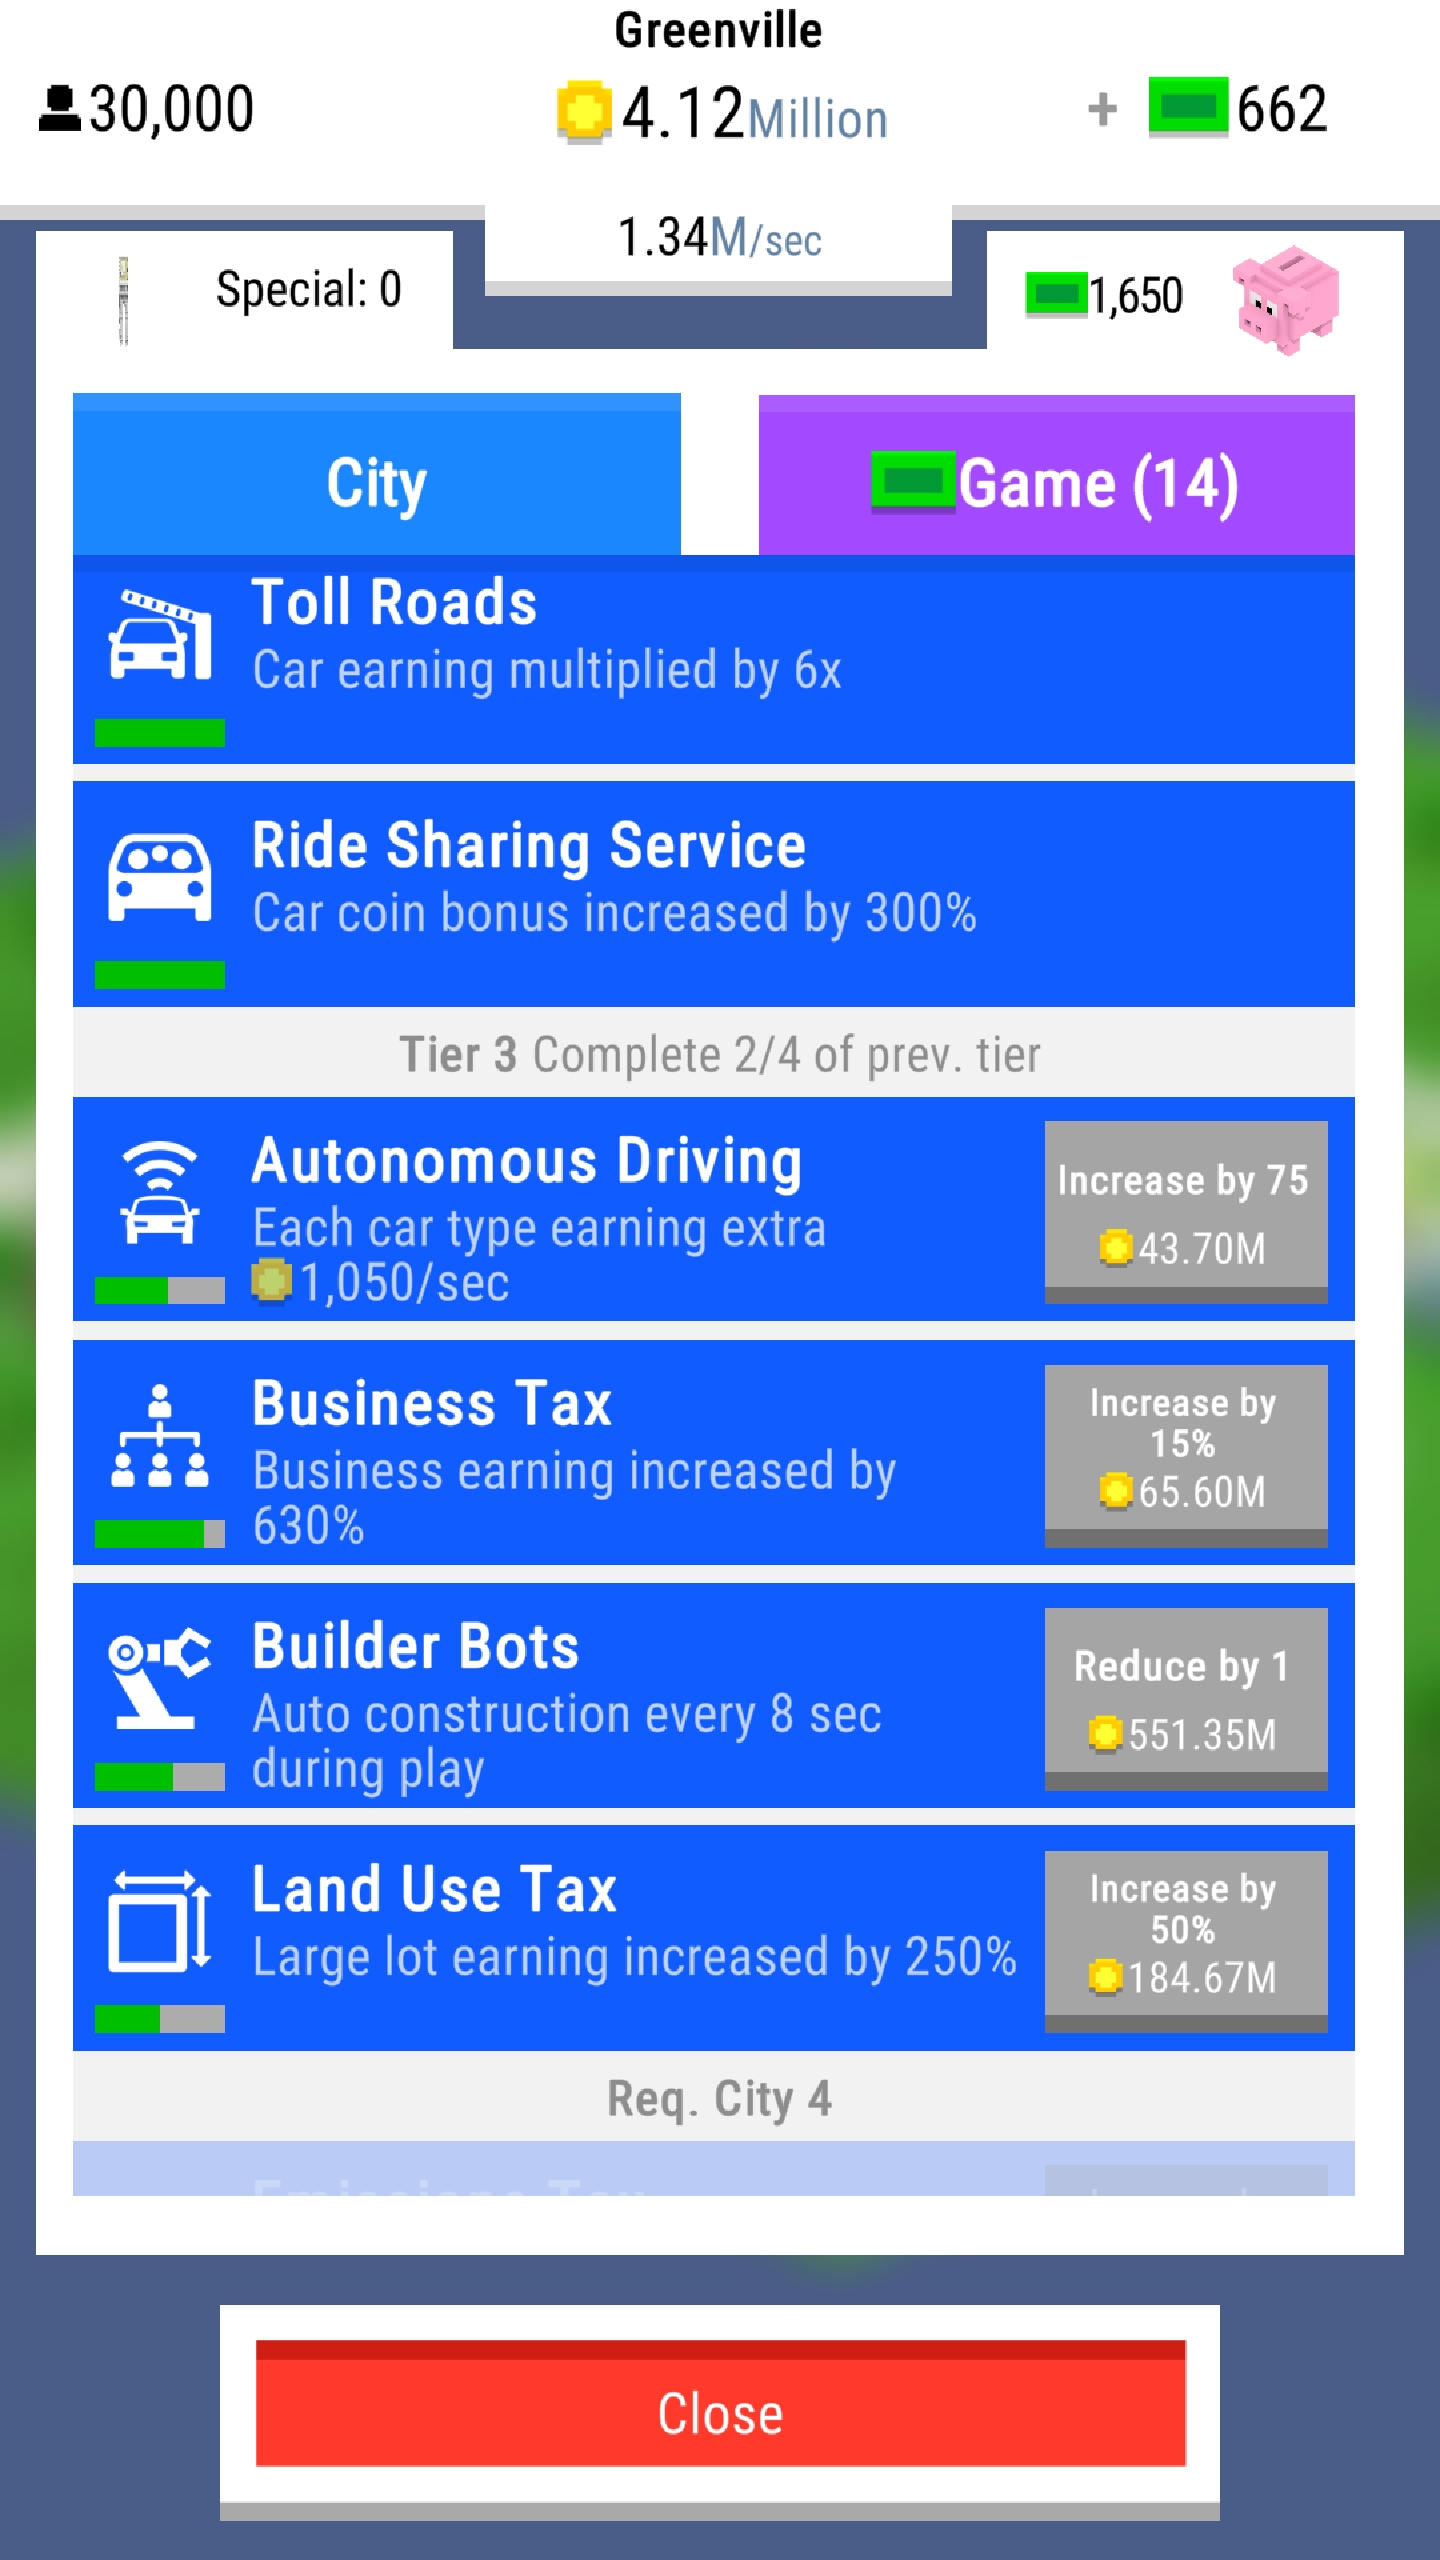 Greenville
30,000
4.12Million
+ 662
1.34M/sec
Special: 0
1,650
City
Game (14)
Toll Roads
Car earning multiplied by 6x
Ride Sharing Service
Car coin bonus increased by 300%
Tier 3 Complete 2/4 of prev. tier
Autonomous Driving
Each car type earning extra
1,050/sec
Increase by 75
43.70M
Business Tax
Business earning increased by
630%
Increase by
15%
65.60M
Builder Bots
Auto construction every 8 sec
during play
Reduce by 1
551.35M
Land Use Tax
Large lot earning increased by 250%
Increase by
50%
184.67M
Req. City 4
Emissions Tax
Close